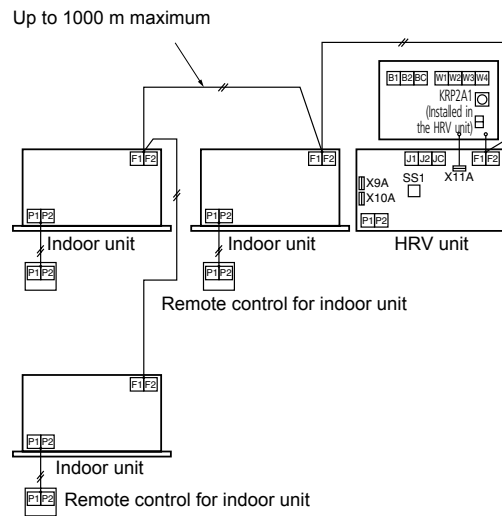 Up to 1000 m maximum
B1 B2 BC W1 W2 W3 W4
KRP2A1
(Installed in
the HRV unit)
F1 F2
F1 F2
J1 J2 JC
F1 F2
SS1
X11A
X9A
X10A
P1 P2
P1 P2
P1 P2
Indoor unit
Indoor unit
HRV unit
P1 P2
P1 P2
Remote control for indoor unit
F1 F2
P1 P2
Indoor unit
P1 P2
Remote control for indoor unit